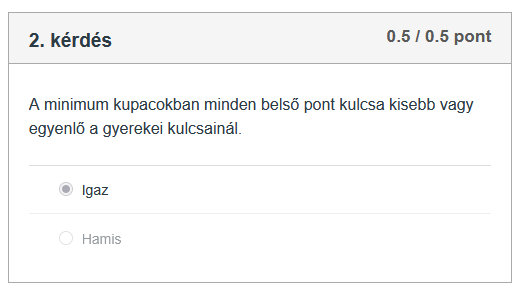 2. kérdés
0.5 / 0.5 pont
A minimum kupacokban minden belső pont kulcsa kisebb vagy
egyenlő a gyerekei kulcsainál.
Igaz
Hamis